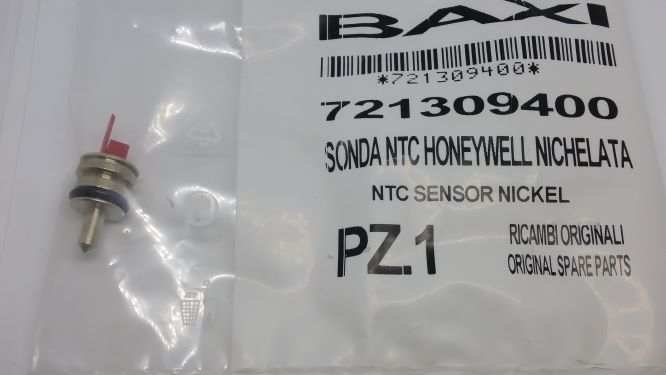 BAXI
*721309400*
721309400
SONDA NTC HONEYWELL NICHELATA
NTC SENSOR NICKEL
PZ.1
RICAMBI ORIGINALI
ORIGINAL SPARE PARTS